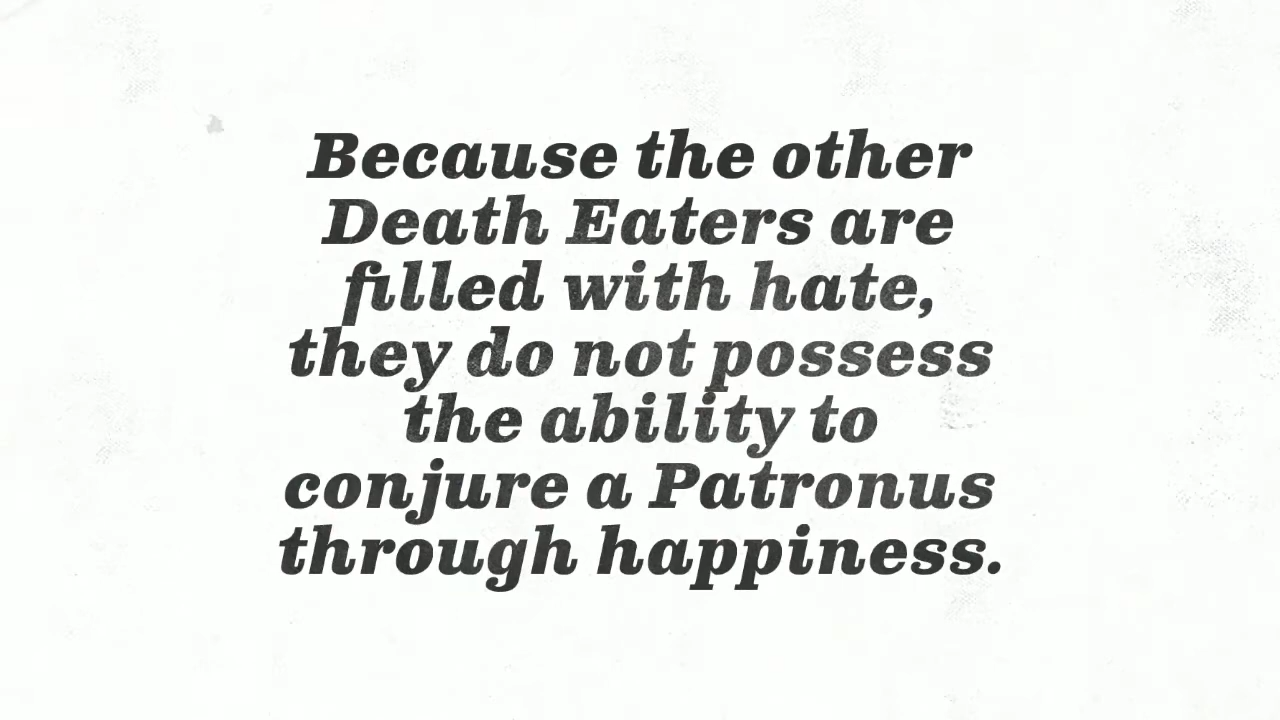 Because the other
Death Eaters are
filled with hate,
they do not possess
the ability to
conjure a Patronus
through happiness.